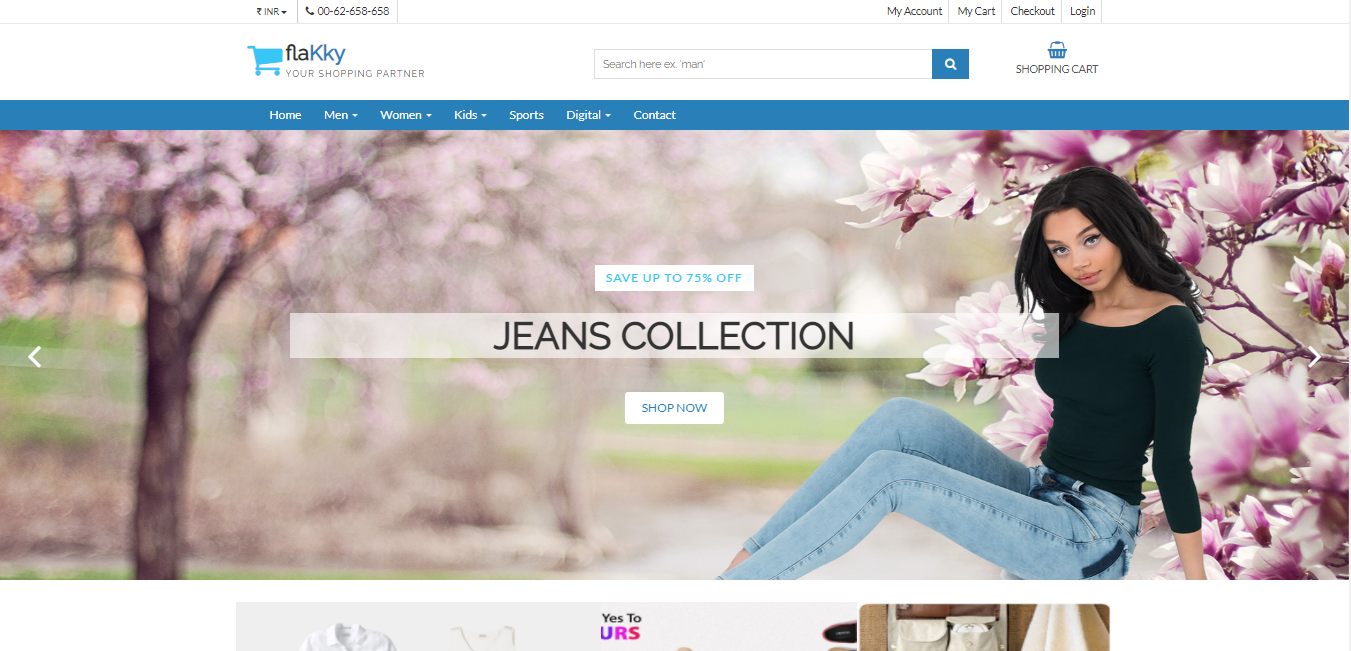 ₹ INR
00-62-658-658
My Account
My Cart
Checkout
Login
flaKky
YOUR SHOPPING PARTNER
Search here ex. 'man'
SHOPPING CART
Home
Men
Women
Kids
Sports
Digital
Contact
SAVE UP TO 75% OFF
JEANS COLLECTION
SHOP NOW
Yes To
URS